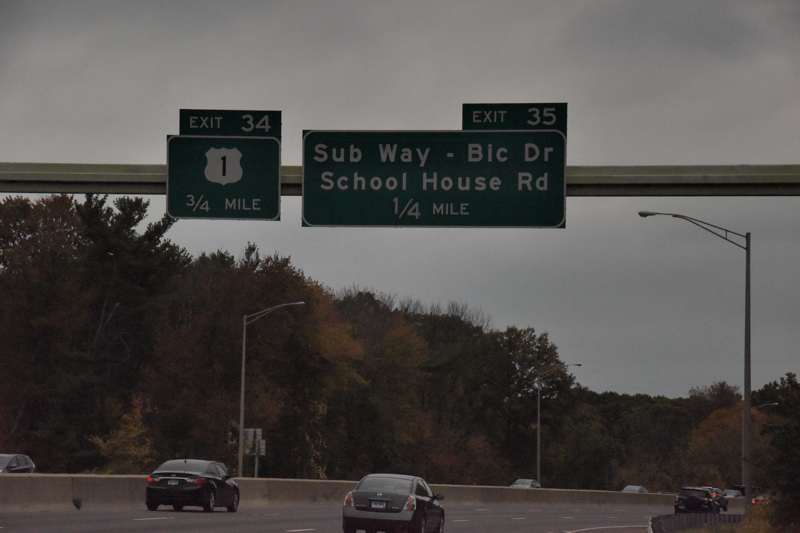 EXIT 34
1
3/4 MILE
EXIT 35
Sub Way - Bic Dr
School House Rd
1/4 MILE